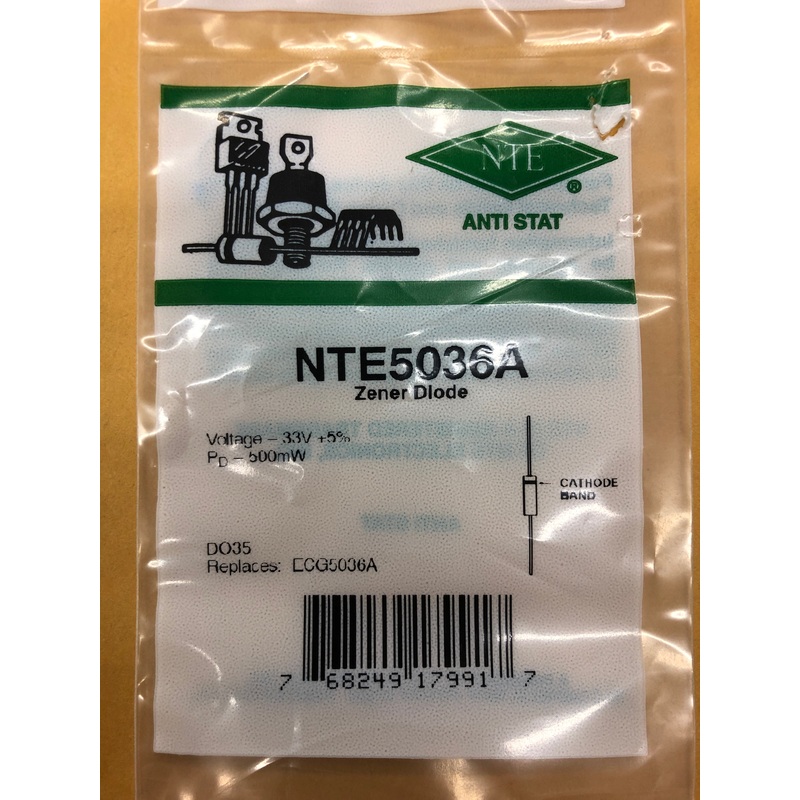 NTE
®
ANTI STAT
NTE5036A
Zener Diode
Voltage – 33V ±5%
PD – 500mW
CATHODE
BAND
DO35
Replaces: ECG5036A
7 68249 17991 7